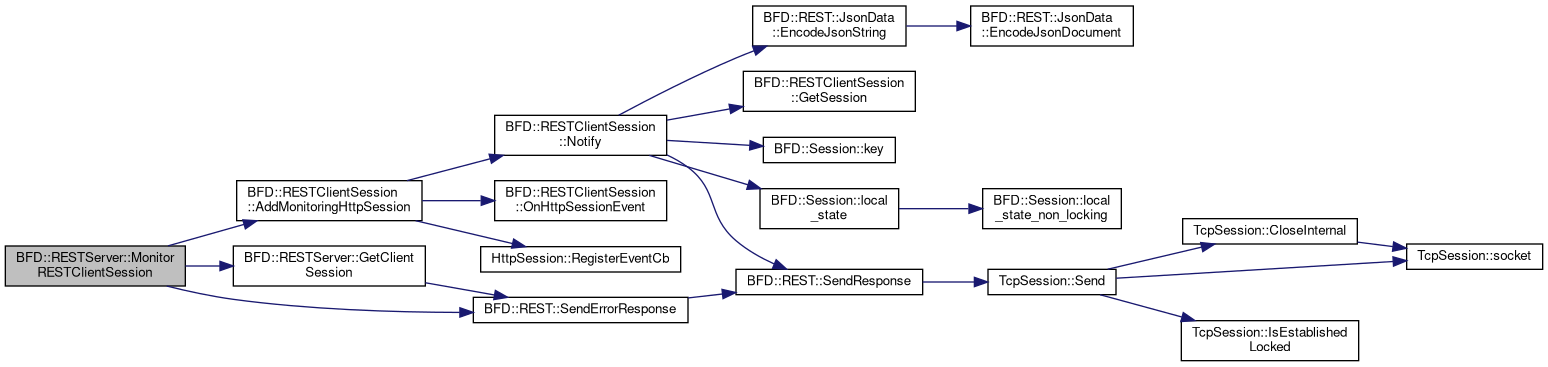 BFD::RESTServer::Monitor
RESTClientSession
BFD::RESTClientSession
::AddMonitoringHttpSession
BFD::RESTServer::GetClient
Session
BFD::RESTClientSession
::Notify
BFD::RESTClientSession
::OnHttpSessionEvent
HttpSession::RegisterEventCb
BFD::REST::SendErrorResponse
BFD::REST::JsonData
::EncodeJsonString
BFD::RESTClientSession
::GetSession
BFD::Session::key
BFD::Session::local
_state
BFD::REST::SendResponse
BFD::REST::JsonData
::EncodeJsonDocument
BFD::Session::local
_state_non_locking
TcpSession::Send
TcpSession::CloseInternal
TcpSession::IsEstablished
Locked
TcpSession::socket